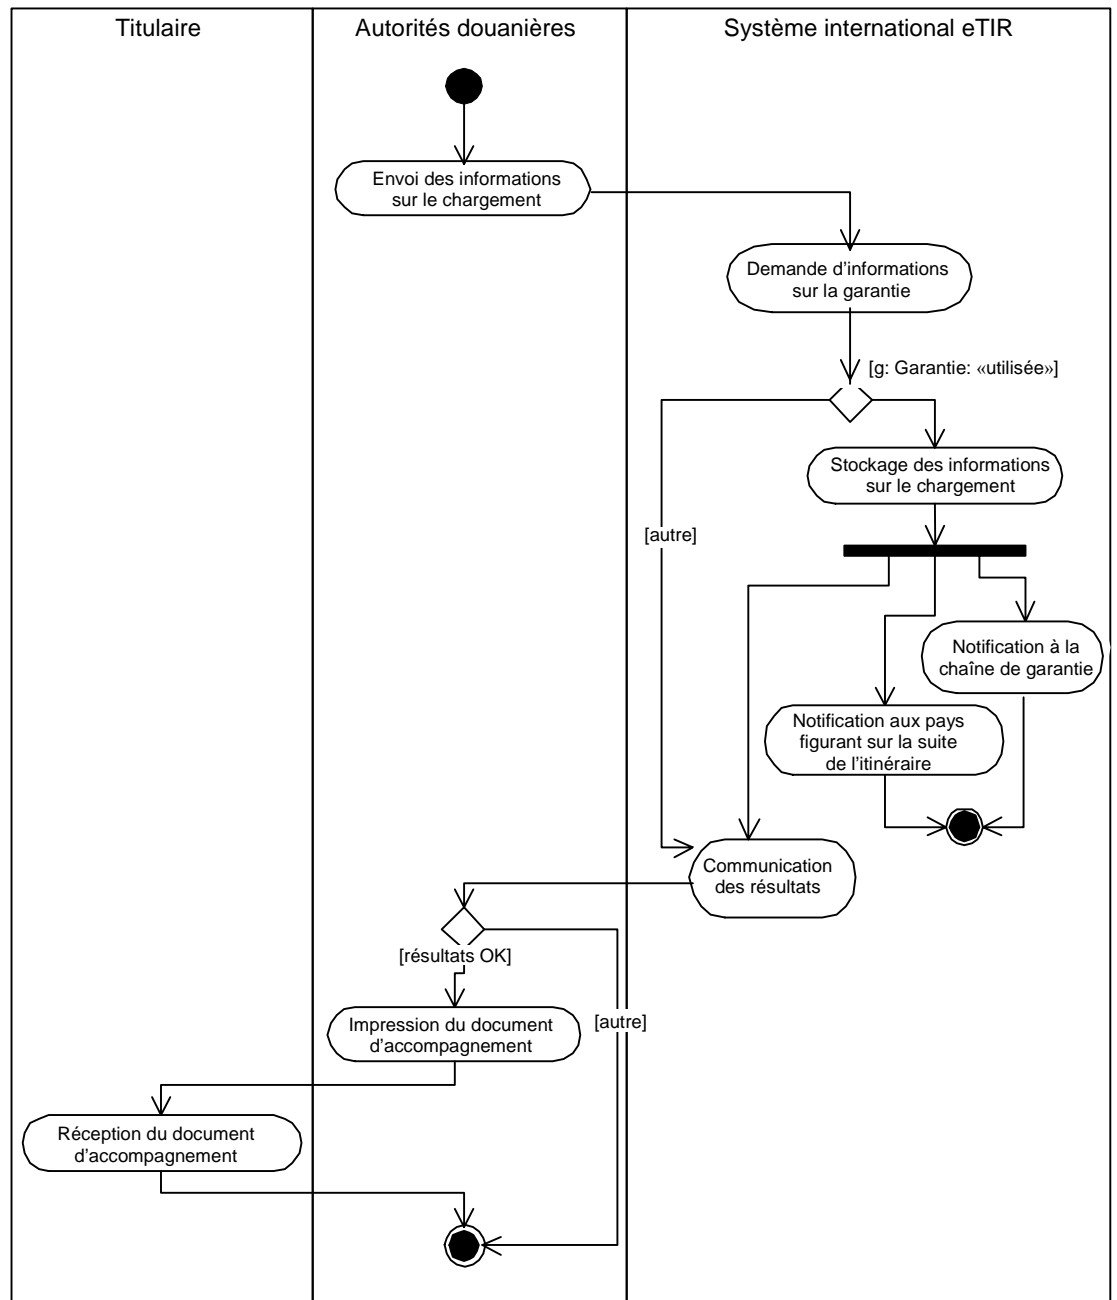 Titulaire
Autorités douanières
Système international eTIR
Envoi des informations
sur le chargement
Demande d'informations
sur la garantie
[g: Garantie: «utilisée»]
Stockage des informations
sur le chargement
[autre]
Notification à la
chaîne de garantie
Notification aux pays
figurant sur la suite
de l'itinéraire
Communication
des résultats
[résultats OK]
Impression du document
d'accompagnement
[autre]
Réception du document
d'accompagnement